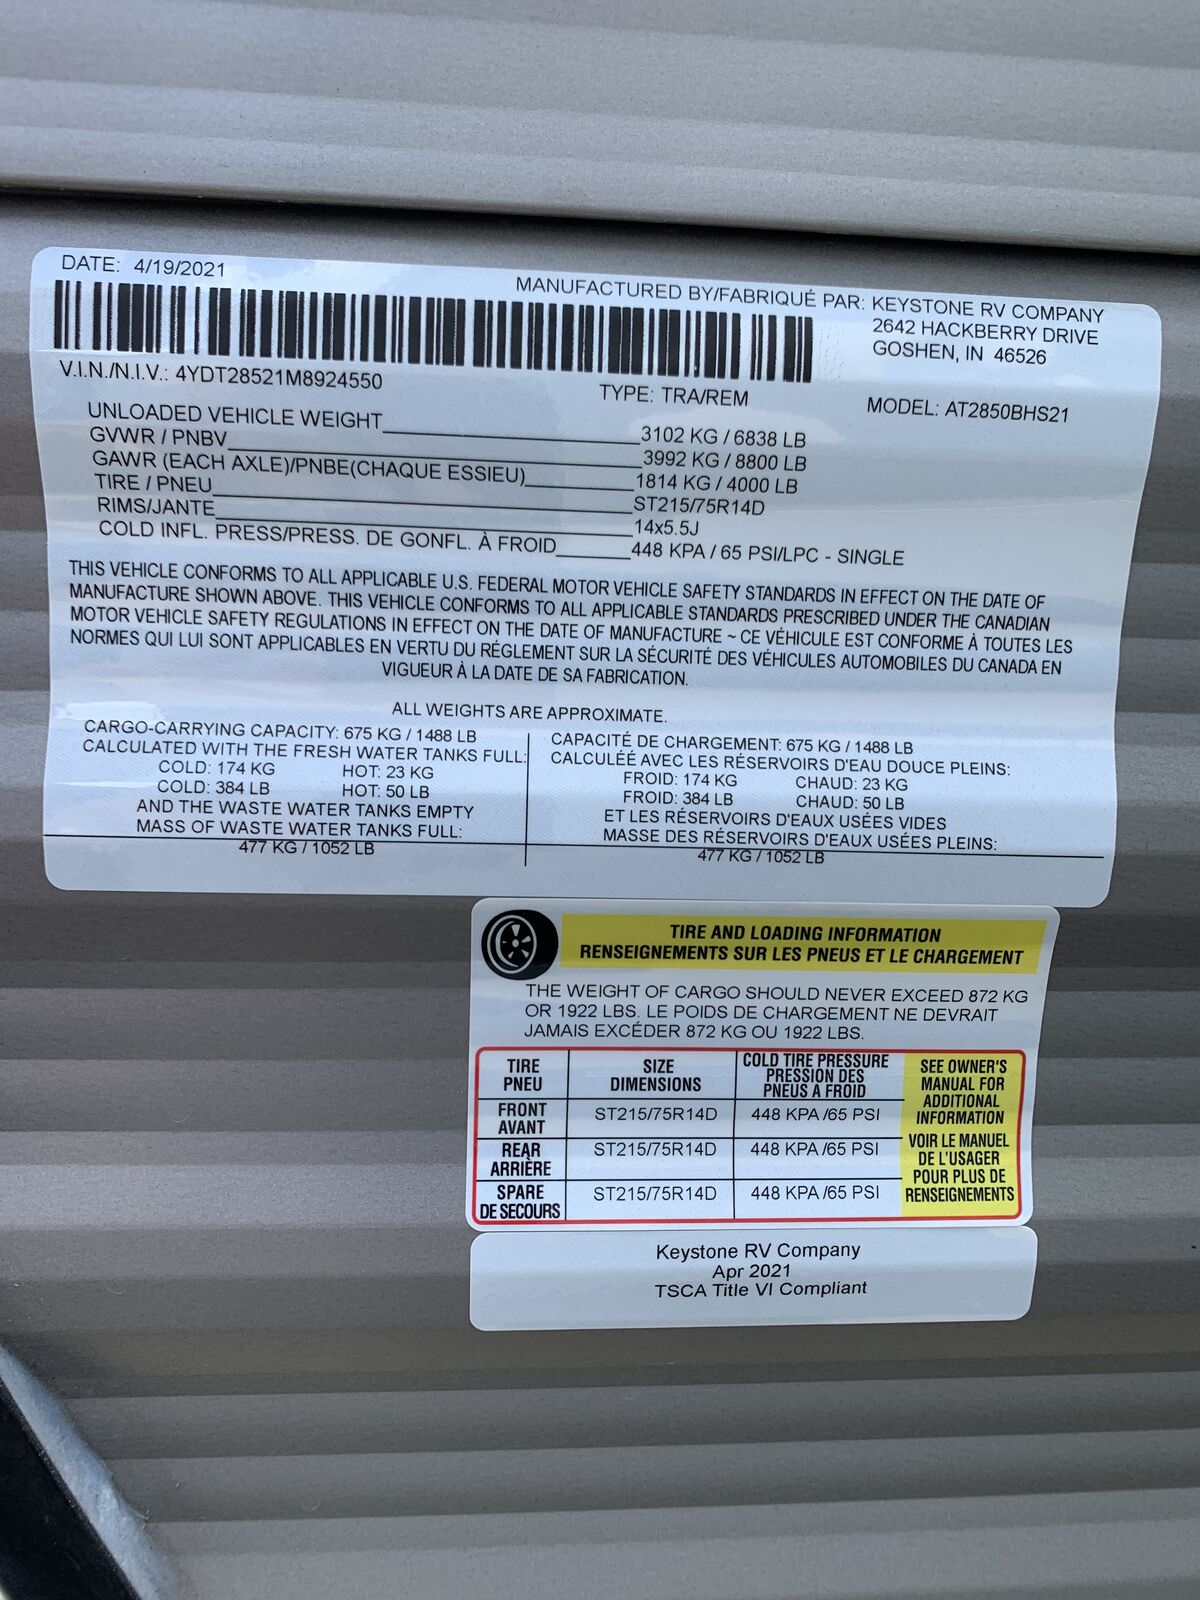 DATE: 4/19/2021
MANUFACTURED BY/FABRIQUÉ PAR: KEYSTONE RV COMPANY
2642 HACKBERRY DRIVE
GOSHEN, IN 46526
V.I.N./N.I.V.: 4YDT28521M8924550
TYPE: TRA/REM
MODEL: AT2850BHS21
UNLOADED VEHICLE WEIGHT 3102 KG / 6838 LB
GVWR / PNBV 3992 KG / 8800 LB
GAWR (EACH AXLE)/PNBE(CHAQUE ESSIEU) 1814 KG / 4000 LB
TIRE / PNEU ST215/75R14D
RIMS/JANTE 14x5.5J
COLD INFL. PRESS/PRESS. DE GONFL. À FROID 448 KPA / 65 PSI/LPC - SINGLE
THIS VEHICLE CONFORMS TO ALL APPLICABLE U.S. FEDERAL MOTOR VEHICLE SAFETY STANDARDS IN EFFECT ON THE DATE OF
MANUFACTURE SHOWN ABOVE. THIS VEHICLE CONFORMS TO ALL APPLICABLE STANDARDS PRESCRIBED UNDER THE CANADIAN
MOTOR VEHICLE SAFETY REGULATIONS IN EFFECT ON THE DATE OF MANUFACTURE ~ CE VÉHICULE EST CONFORME À TOUTES LES
NORMES QUI LUI SONT APPLICABLES EN VERTU DU RÉGLEMENT SUR LA SÉCURITÉ DES VÉHICULES AUTOMOBILES DU CANADA EN
VIGUEUR À LA DATE DE SA FABRICATION.
ALL WEIGHTS ARE APPROXIMATE.
CARGO-CARRYING CAPACITY: 675 KG / 1488 LB
CALCULATED WITH THE FRESH WATER TANKS FULL:
COLD: 174 KG HOT: 23 KG
COLD: 384 LB HOT: 50 LB
AND THE WASTE WATER TANKS EMPTY
MASS OF WASTE WATER TANKS FULL:
477 KG / 1052 LB
CAPACITÉ DE CHARGEMENT: 675 KG / 1488 LB
CALCULÉE AVEC LES RÉSERVOIRS D'EAU DOUCE PLEINS:
FROID: 174 KG CHAUD: 23 KG
FROID: 384 LB CHAUD: 50 LB
ET LES RÉSERVOIRS D'EAUX USÉES VIDES
MASSE DES RÉSERVOIRS D'EAUX USÉES PLEINS:
477 KG / 1052 LB
TIRE AND LOADING INFORMATION
RENSEIGNEMENTS SUR LES PNEUS ET LE CHARGEMENT
THE WEIGHT OF CARGO SHOULD NEVER EXCEED 872 KG
OR 1922 LBS. LE POIDS DE CHARGEMENT NE DEVRAIT
JAMAIS EXCÉDER 872 KG OU 1922 LBS.
TIRE
PNEU
SIZE
DIMENSIONS
COLD TIRE PRESSURE
PRESSION DES
PNEUS A FROID
FRONT
AVANT
ST215/75R14D
448 KPA /65 PSI
REAR
ARRIÈRE
ST215/75R14D
448 KPA /65 PSI
SPARE
DE SECOURS
ST215/75R14D
448 KPA /65 PSI
SEE OWNER'S
MANUAL FOR
ADDITIONAL
INFORMATION
VOIR LE MANUEL
DE L'USAGER
POUR PLUS DE
RENSEIGNEMENTS
Keystone RV Company
Apr 2021
TSCA Title VI Compliant